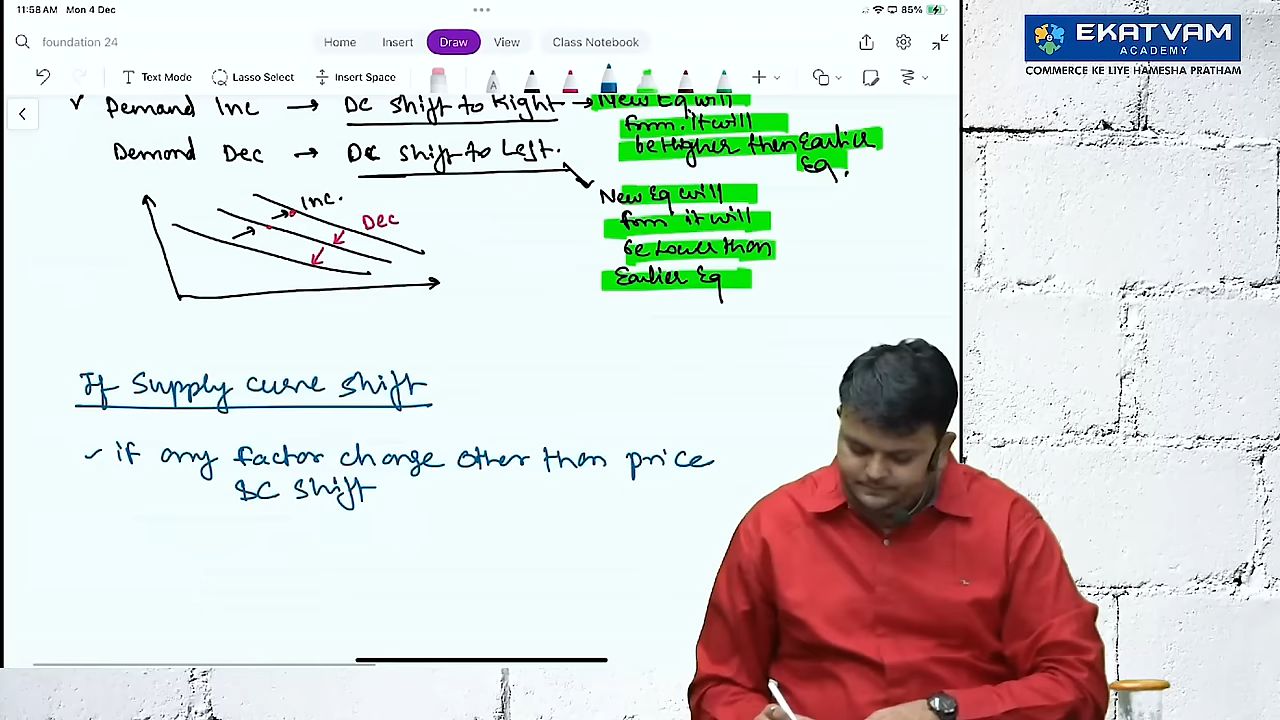 11:58 AM Mon 4 Dec
85%
foundation 24
Home Insert Draw View Class Notebook
Text Mode Lasso Select Insert Space
EKATVAM
ACADEMY
COMMERCE KE LIYE HAMESHA PRATHAM
✓ Demand Inc → DC Shift to Right → New Eq will
form. it will
be Higher then Earlier
Eq.
Demand Dec → DC shift to Left.
New Eq will
form it will
be Lower than
Earlier Eq
Inc.
Dec
If Supply curve shift
✓ if any factor change other then price
SC shift